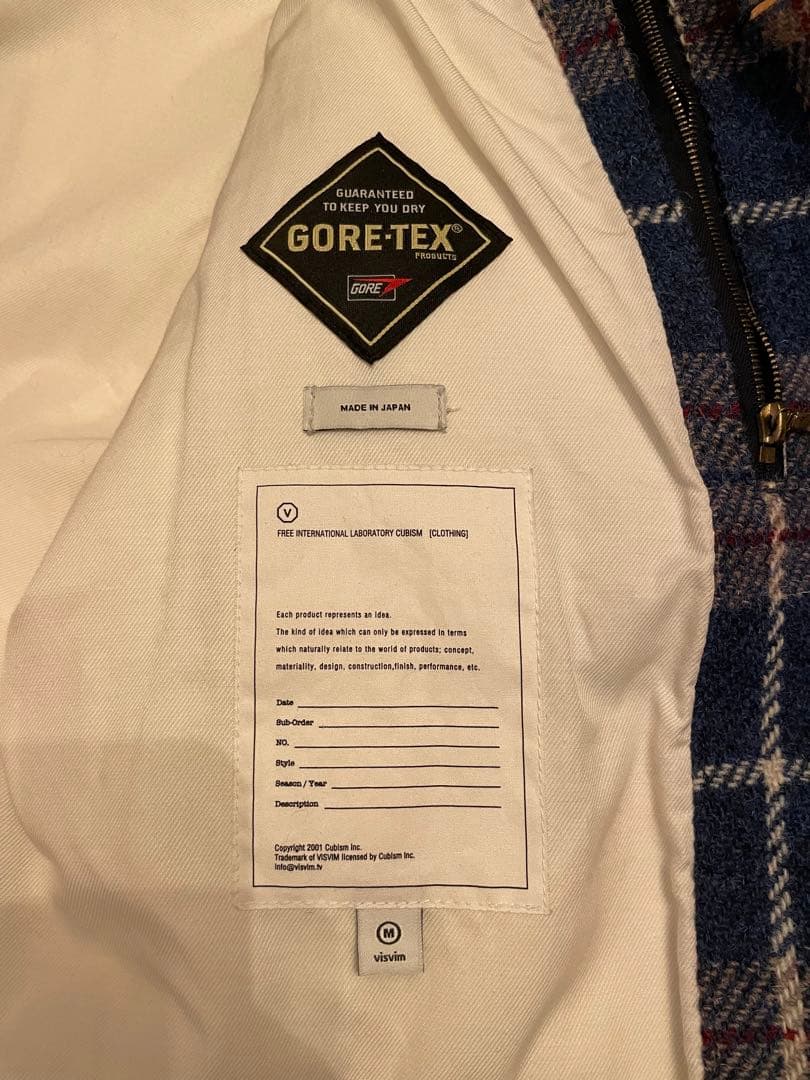 GUARANTEED
TO KEEP YOU DRY
GORE-TEX®
PRODUCTS
GORE
MADE IN JAPAN
V
FREE INTERNATIONAL LABORATORY CUBISM [CLOTHING]
Each product represents an idea.
The kind of idea which can only be expressed in terms
which naturally relate to the world of products; concept,
materiality, design, construction,finish, performance, etc.
Date
Sub-Order
NO.
Style
Season / Year
Description
Copyright 2001 Cubism Inc.
Trademark of VISVIM licensed by Cubism Inc.
info@visvim.tv
M
visvim